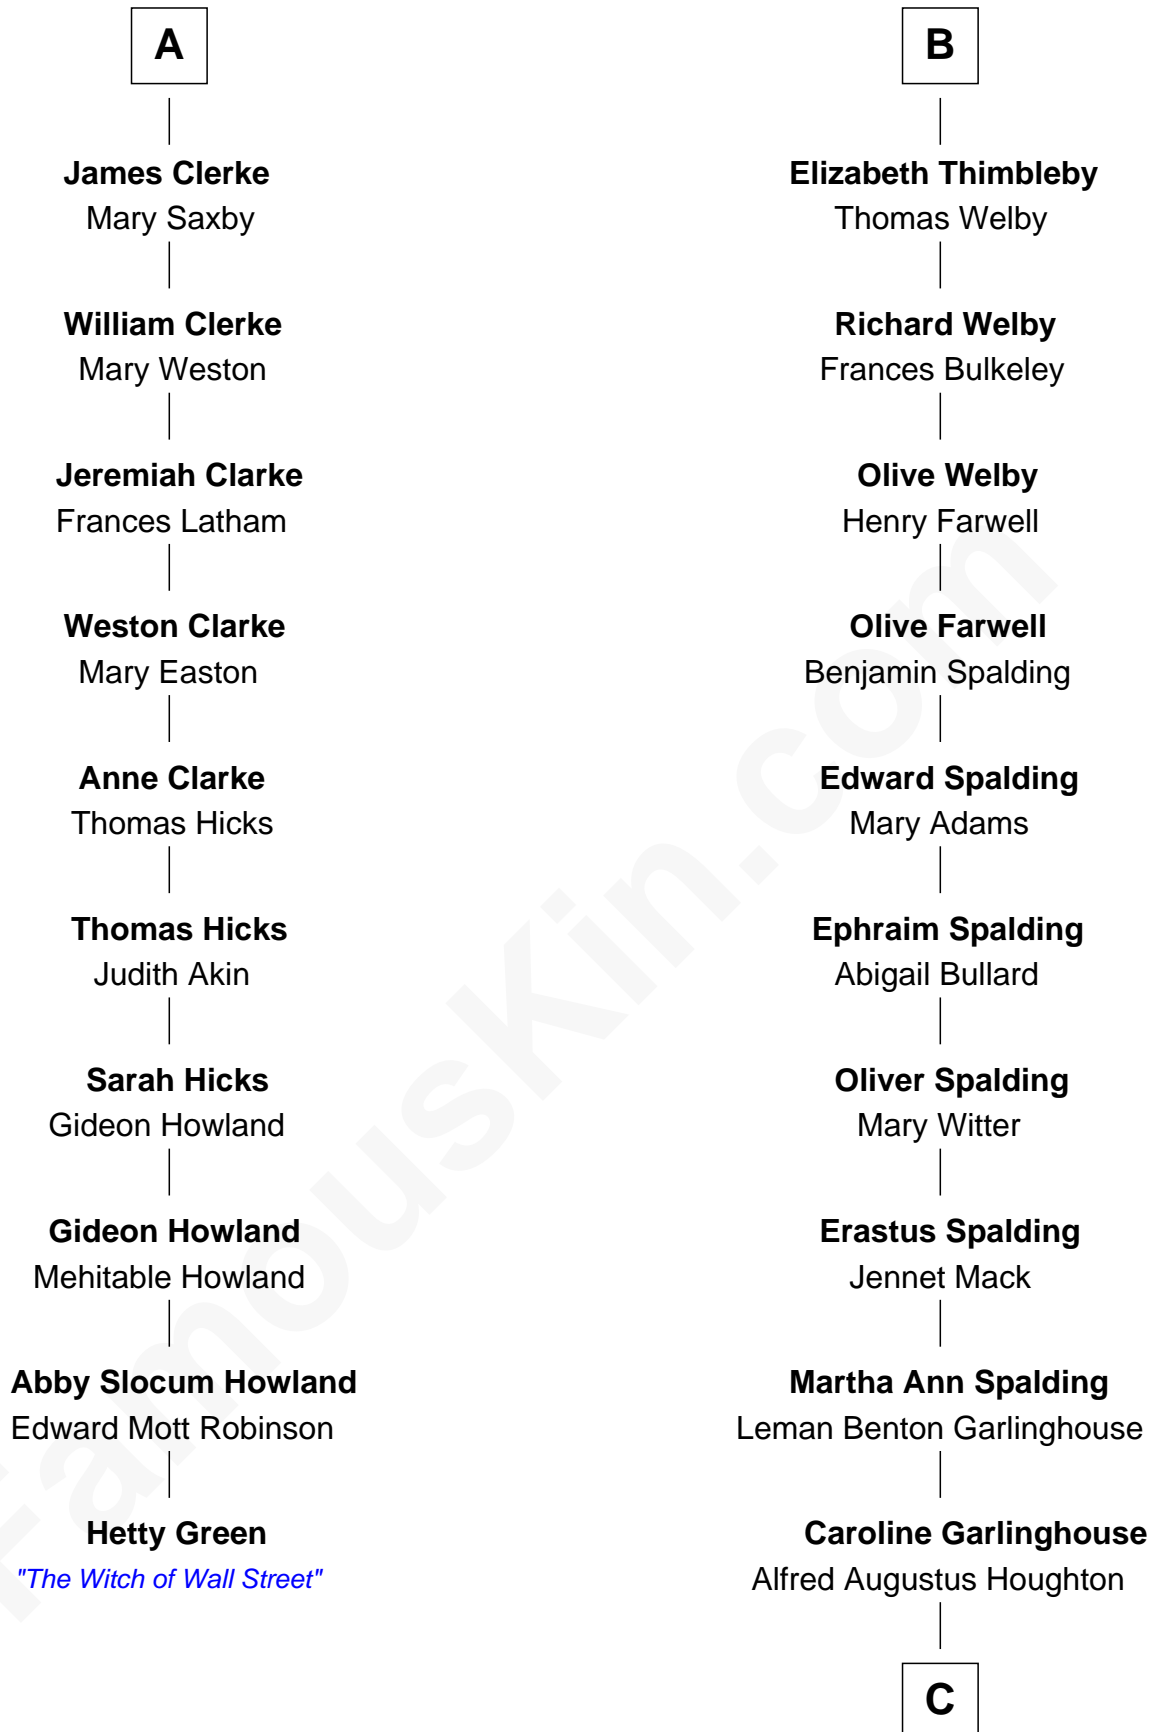 A
James Clerke
Mary Saxby
William Clerke
Mary Weston
Jeremiah Clarke
Frances Latham
Weston Clarke
Mary Easton
Anne Clarke
Thomas Hicks
Thomas Hicks
Judith Akin
Sarah Hicks
Gideon Howland
Gideon Howland
Mehitable Howland
Abby Slocum Howland
Edward Mott Robinson
Hetty Green
"The Witch of Wall Street"
B
Elizabeth Thimbleby
Thomas Welby
Richard Welby
Frances Bulkeley
Olive Welby
Henry Farwell
Olive Farwell
Benjamin Spalding
Edward Spalding
Mary Adams
Ephraim Spalding
Abigail Bullard
Oliver Spalding
Mary Witter
Erastus Spalding
Jennet Mack
Martha Ann Spalding
Leman Benton Garlinghouse
Caroline Garlinghouse
Alfred Augustus Houghton
C
FamousKin.com